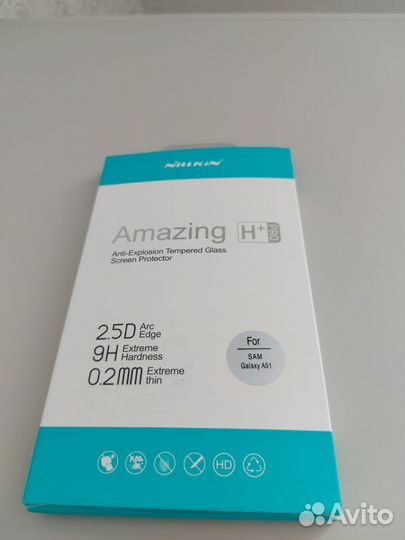 NILLKIN
Amazing H+ PRO
Anti-Explosion Tempered Glass
Screen Protector
2.5D Arc Edge
9H Extreme Hardness
0.2mm Extreme thin
For
SAM
Galaxy A51
HD
Avito